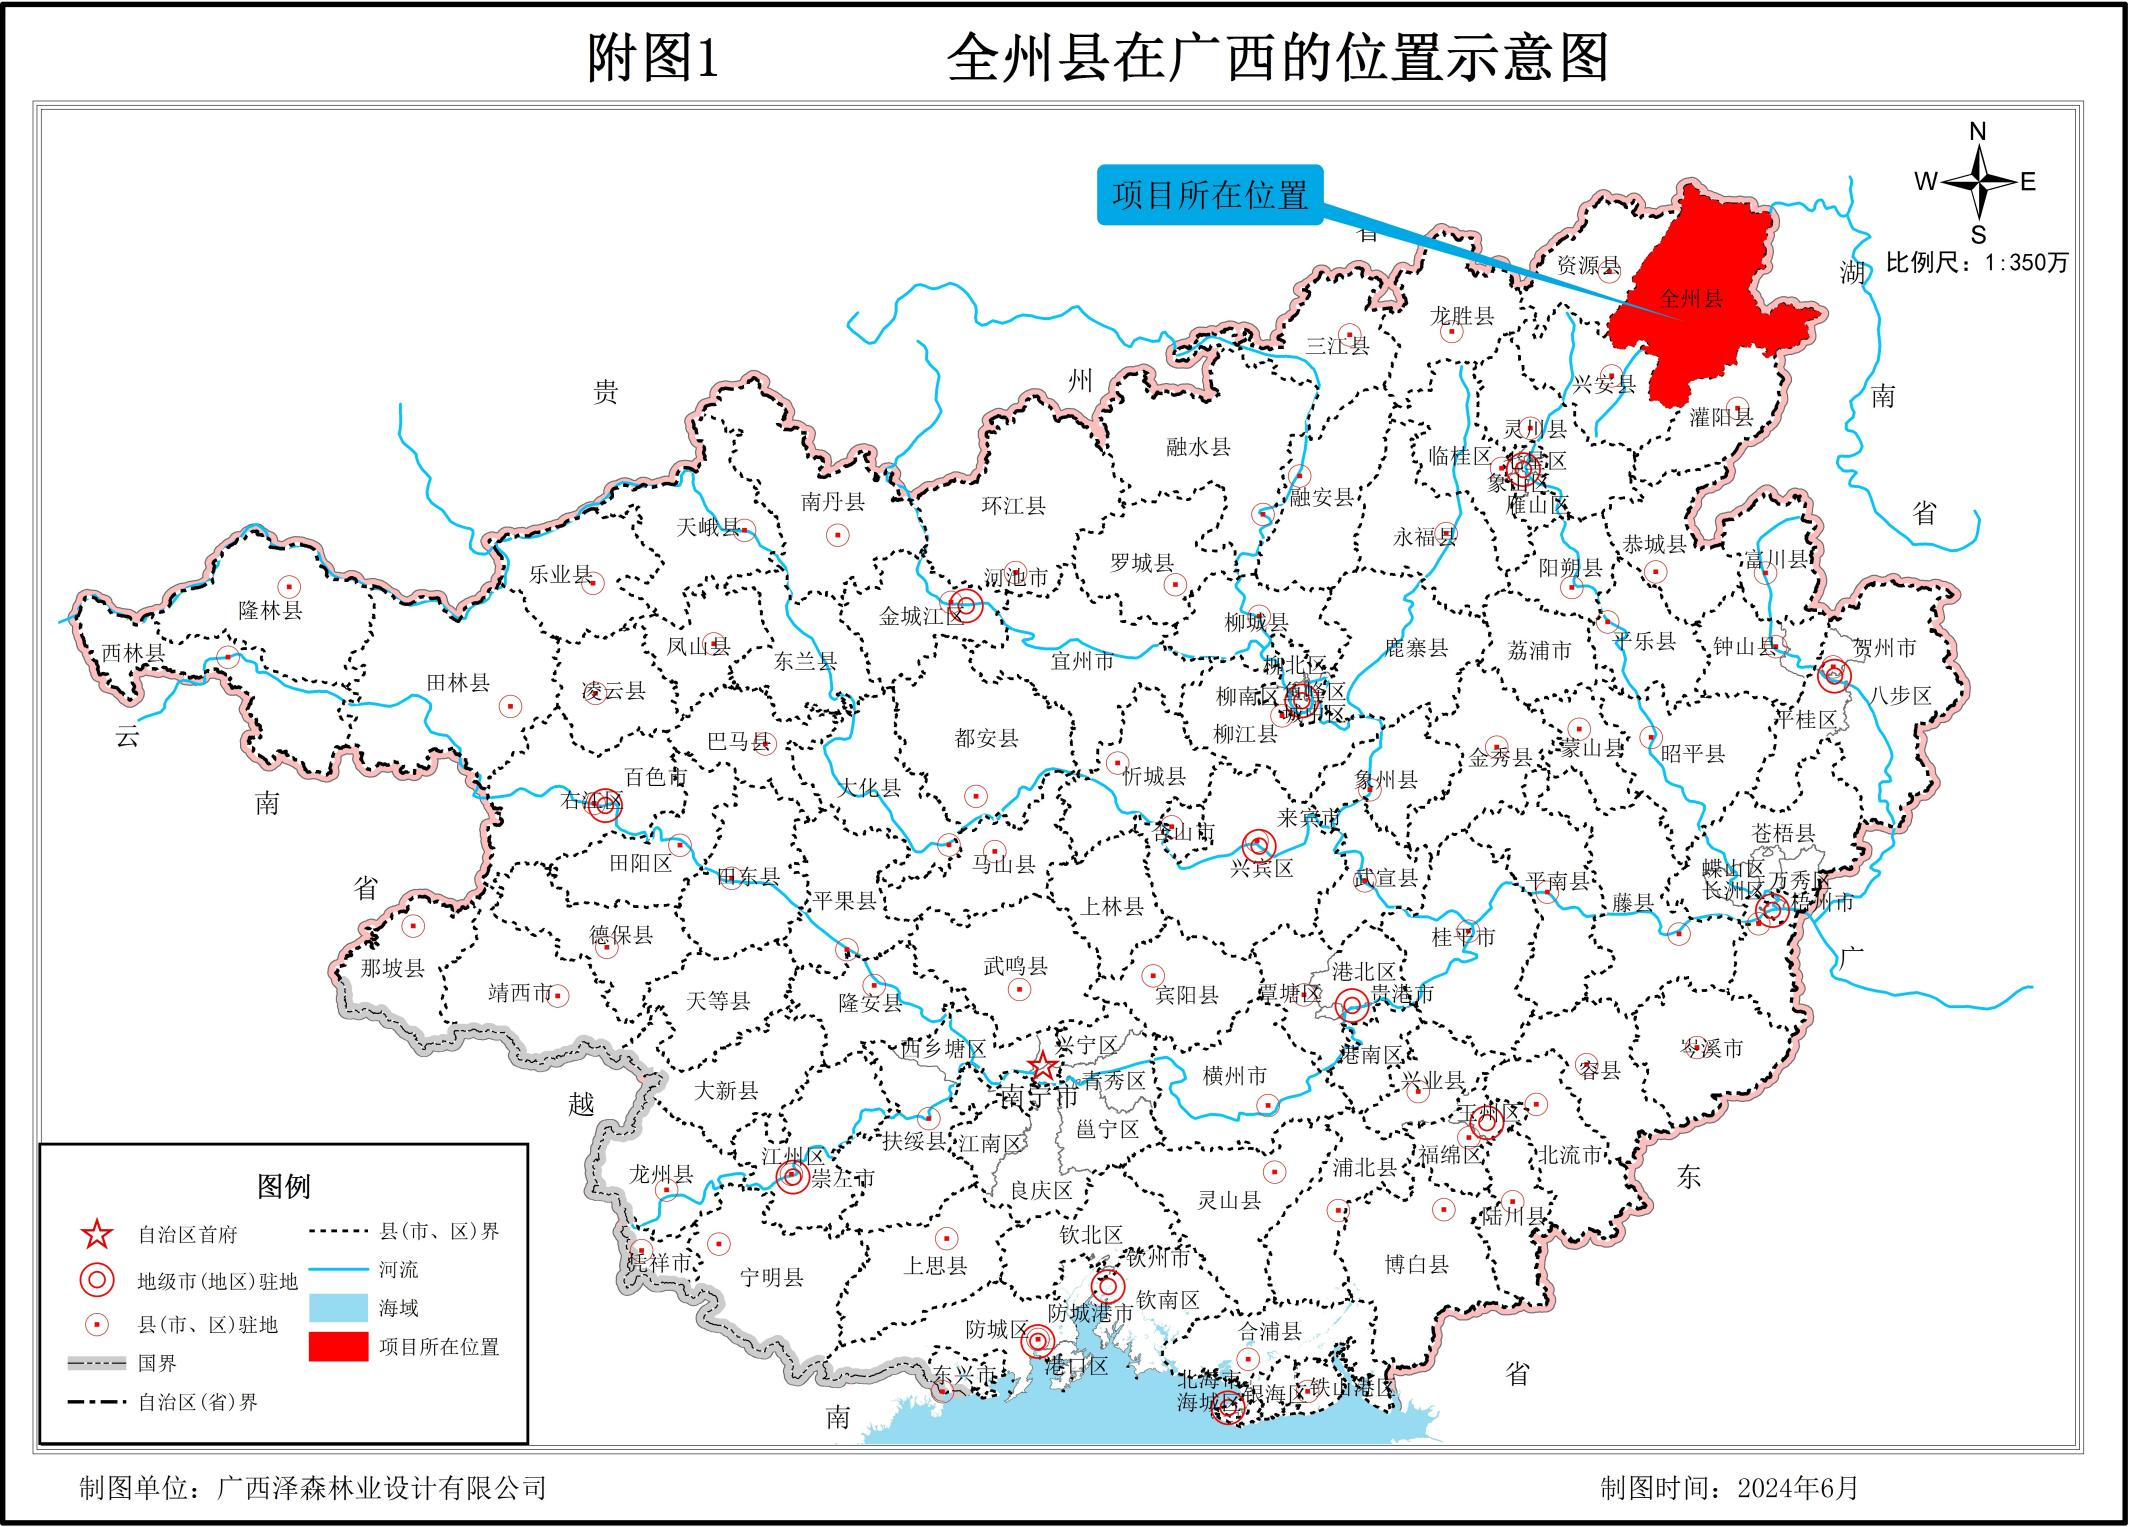 附图1 全州县在广西的位置示意图
N
W E
S
比例尺：1:350万
项目所在位置
省
资源县
湖
全州县
龙胜县
三江县
兴安县
贵
州
南
灌阳县
灵川县
融水县
临桂区
七星区
象山区
融安县
雁山区
南丹县
环江县
省
天峨县
永福县
恭城县
富川县
罗城县
阳朔县
乐业县
河池市
隆林县
金城江区
柳城县
西林县
凤山县
东兰县
宜州市
鹿寨县
荔浦市
平乐县
钟山县
贺州市
柳北区
田林县
凌云县
柳南区
鱼峰区
八步区
城中区
平桂区
云
巴马县
都安县
柳江县
金秀县
蒙山县
昭平县
百色市
忻城县
象州县
南
右江区
大化县
来宾市
合山市
苍梧县
田阳区
马山县
兴宾区
蝶山区
万秀区
省
田东县
武宣县
平南县
长洲区
平果县
上林县
藤县
梧州市
德保县
桂平市
广
那坡县
武鸣县
港北区
靖西市
天等县
隆安县
宾阳县
覃塘区
贵港市
西乡塘区
兴宁区
港南区
岑溪市
大新县
南宁市
青秀区
横州市
兴业县
容县
越
玉州区
扶绥县
江南区
邕宁区
江州区
福绵区
北流市
龙州县
崇左市
良庆区
灵山县
浦北县
东
陆川县
凭祥市
宁明县
上思县
钦北区
钦州市
博白县
防城港市
钦南区
防城区
合浦县
东兴市
港口区
北海市
海城区
银海区
铁山港区
省
南
图例
自治区首府
县(市、区)界
地级市(地区)驻地
河流
县(市、区)驻地
海域
国界
项目所在位置
自治区(省)界
制图单位：广西泽森林业设计有限公司
制图时间：2024年6月